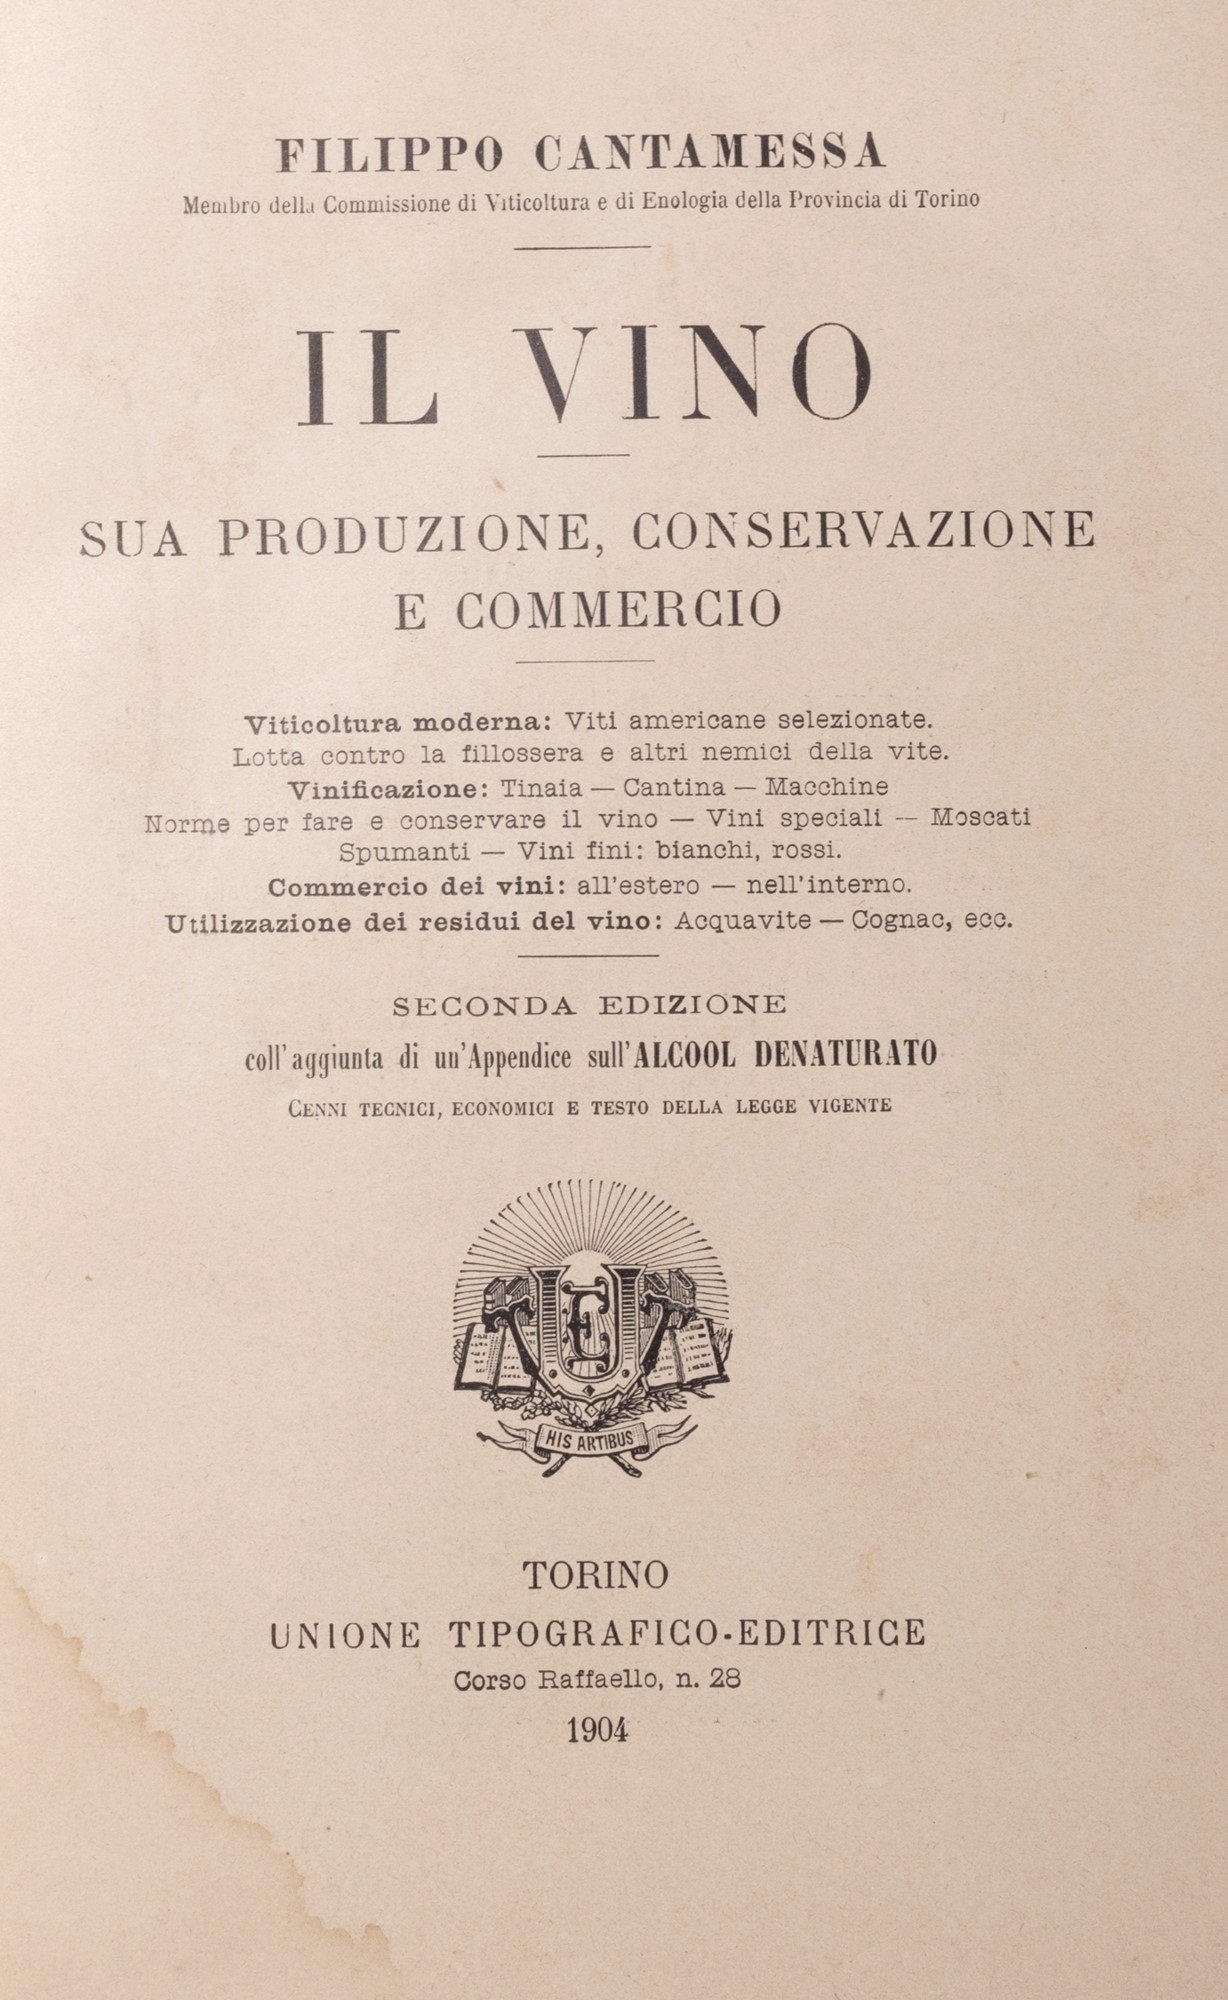 FILIPPO CANTAMESSA
Membro della Commissione di Viticoltura e di Enologia della Provincia di Torino
IL VINO
SUA PRODUZIONE, CONSERVAZIONE
E COMMERCIO
Viticoltura moderna: Viti americane selezionate.
Lotta contro la fillossera e altri nemici della vite.
Vinificazione: Tinaia — Cantina — Macchine
Norme per fare e conservare il vino — Vini speciali — Moscati
Spumanti — Vini fini: bianchi, rossi.
Commercio dei vini: all'estero — nell'interno.
Utilizzazione dei residui del vino: Acquavite — Cognac, ecc.
SECONDA EDIZIONE
coll'aggiunta di un'Appendice sull'ALCOOL DENATURATO
CENNI TECNICI, ECONOMICI E TESTO DELLA LEGGE VIGENTE
UTE
HIS ARTIBUS
TORINO
UNIONE TIPOGRAFICO-EDITRICE
Corso Raffaello, n. 28
1904